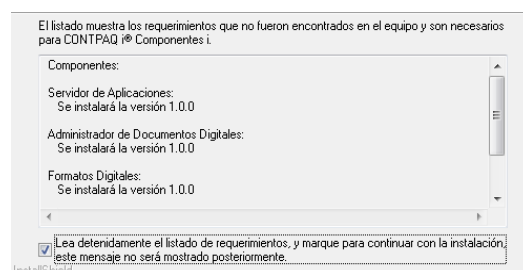 El listado muestra los requerimientos que no fueron encontrados en el equipo y son necesarios
para CONTPAQ i® Componentes i.
Componentes:
Servidor de Aplicaciones:
Se instalará la versión 1.0.0
Administrador de Documentos Digitales:
Se instalará la versión 1.0.0
Formatos Digitales:
Se instalará la versión 1.0.0
Lea detenidamente el listado de requerimientos, y marque para continuar con la instalación,
este mensaje no será mostrado posteriormente.
InstallShield